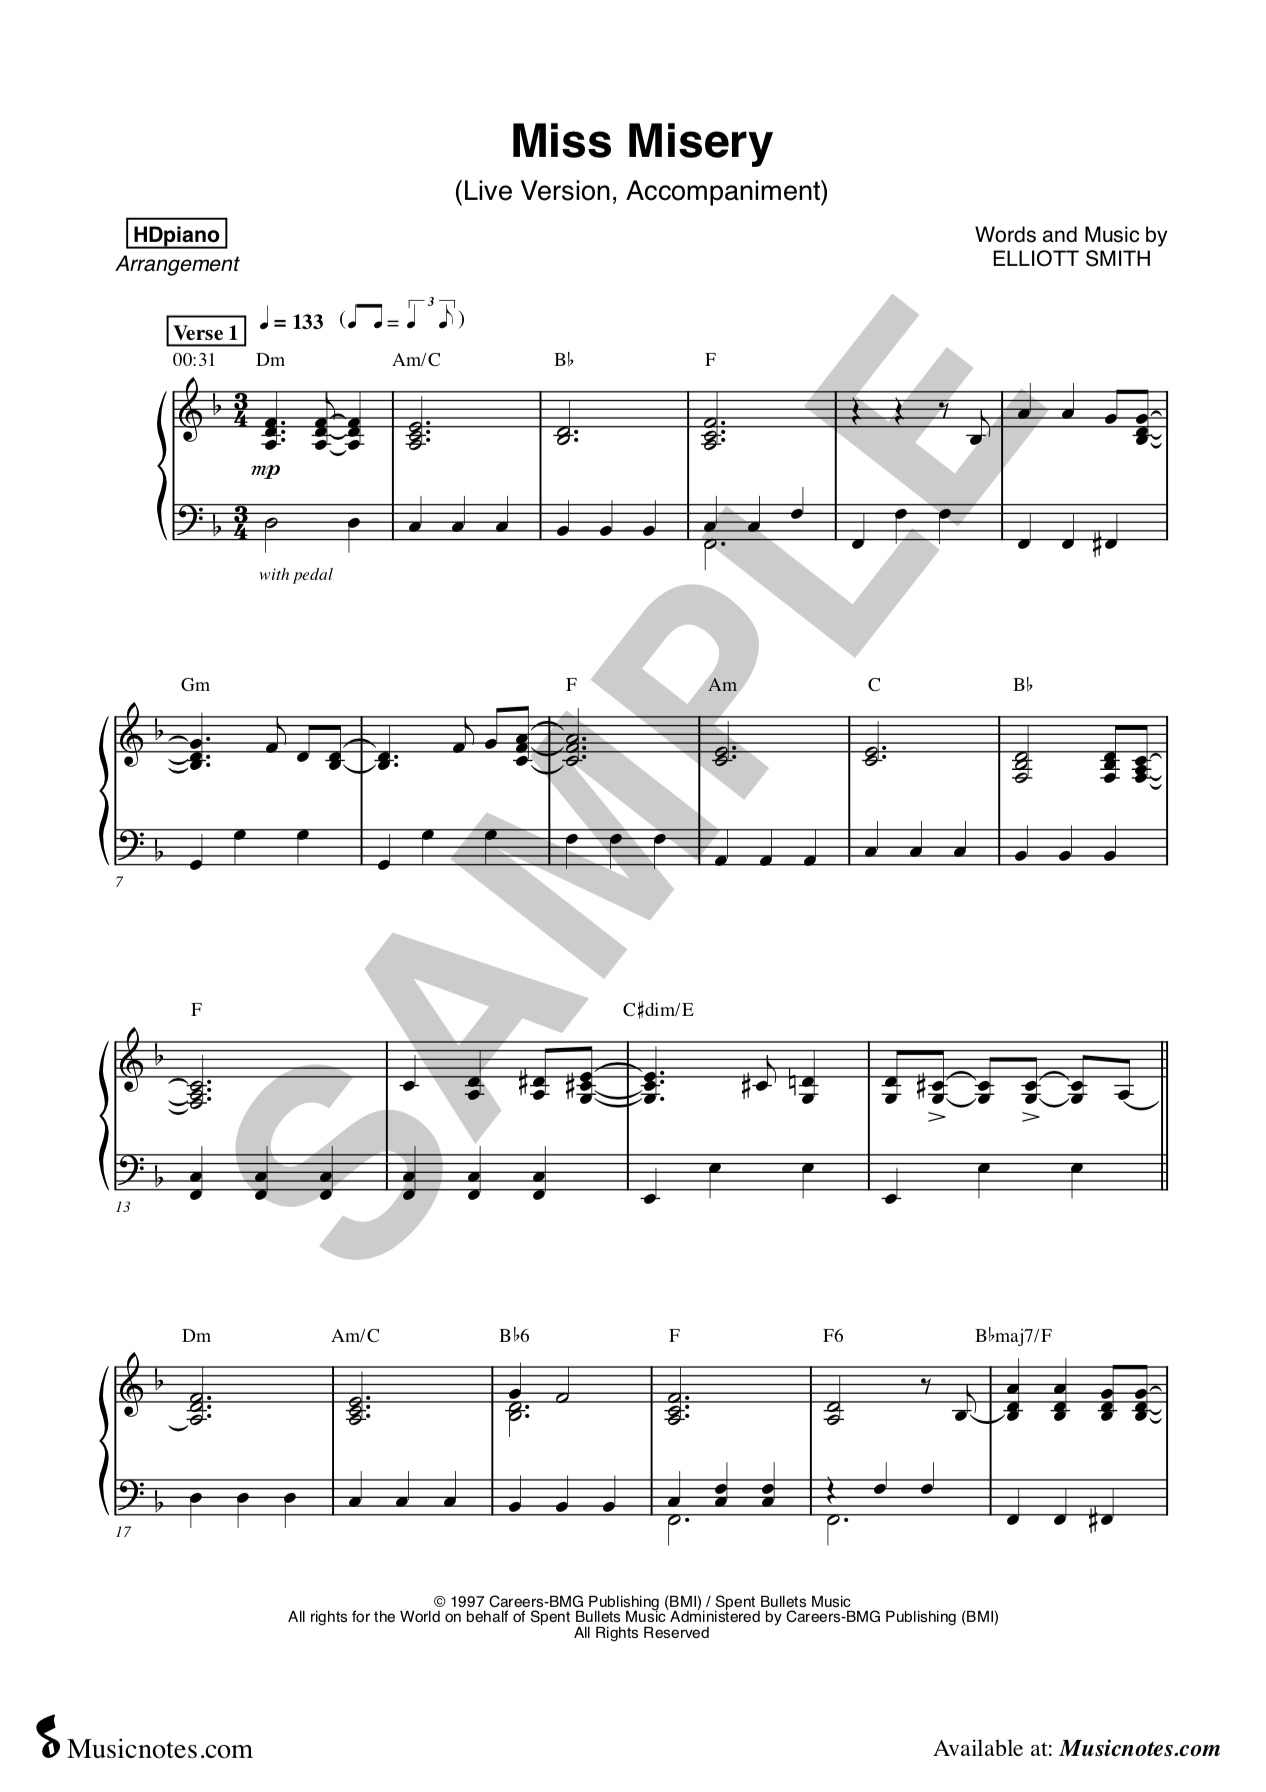 Miss Misery
(Live Version, Accompaniment)
HDpiano
Arrangement
Words and Music by
ELLIOTT SMITH
Verse 1 ♩ = 133 (♫ = ♩ ♪ 3)
00:31 Dm Am/C B♭ F
3/4
mp
3/4
with pedal
Gm F Am C B♭
7
F C♯dim/E
13
Dm Am/C B♭6 F F6 B♭maj7/F
17
SAMPLE
© 1997 Careers-BMG Publishing (BMI) / Spent Bullets Music
All rights for the World on behalf of Spent Bullets Music Administered by Careers-BMG Publishing (BMI)
All Rights Reserved
Musicnotes.com
Available at: Musicnotes.com